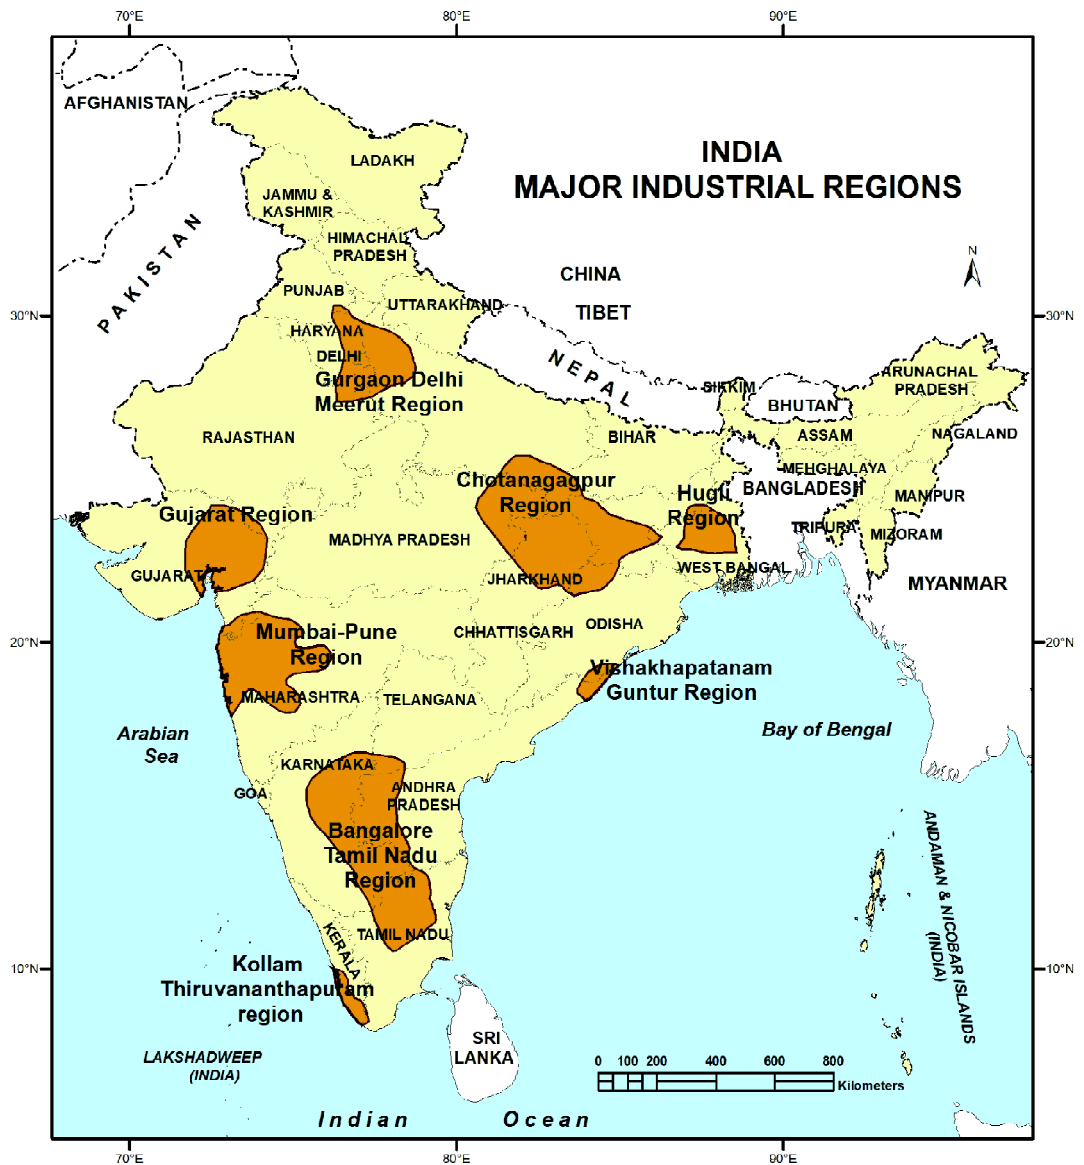 70°E
80°E
90°E
AFGHANISTAN
INDIA
MAJOR INDUSTRIAL REGIONS
LADAKH
JAMMU &
KASHMIR
PAKISTAN
HIMACHAL
PRADESH
N
CHINA
TIBET
PUNJAB
UTTARAKHAND
30°N
30°N
HARYANA
DELHI
Gurgaon Delhi
Meerut Region
NEPAL
SIKKIM
BHUTAN
ARUNACHAL
PRADESH
RAJASTHAN
BIHAR
ASSAM
NAGALAND
MEHGHALAYA
BANGLADESH
MANIPUR
Chotanagagpur
Region
Hugli
Region
Gujarat Region
MADHYA PRADESH
TRIPURA
MIZORAM
GUJARAT
JHARKHAND
WEST BANGAL
MYANMAR
20°N
20°N
Mumbai-Pune
Region
CHHATTISGARH
ODISHA
MAHARASHTRA
TELANGANA
Vishakhapatanam
Guntur Region
Arabian
Sea
Bay of Bengal
KARNATAKA
GOA
ANDHRA
PRADESH
Bangalore
Tamil Nadu
Region
ANDAMAN & NICOBAR ISLANDS
(INDIA)
KERALA
TAMIL NADU
10°N
10°N
Kollam
Thiruvananthapuram
region
LAKSHADWEEP
(INDIA)
SRI
LANKA
0 100 200 400 600 800
Kilometers
Indian Ocean
70°E
80°E
90°E